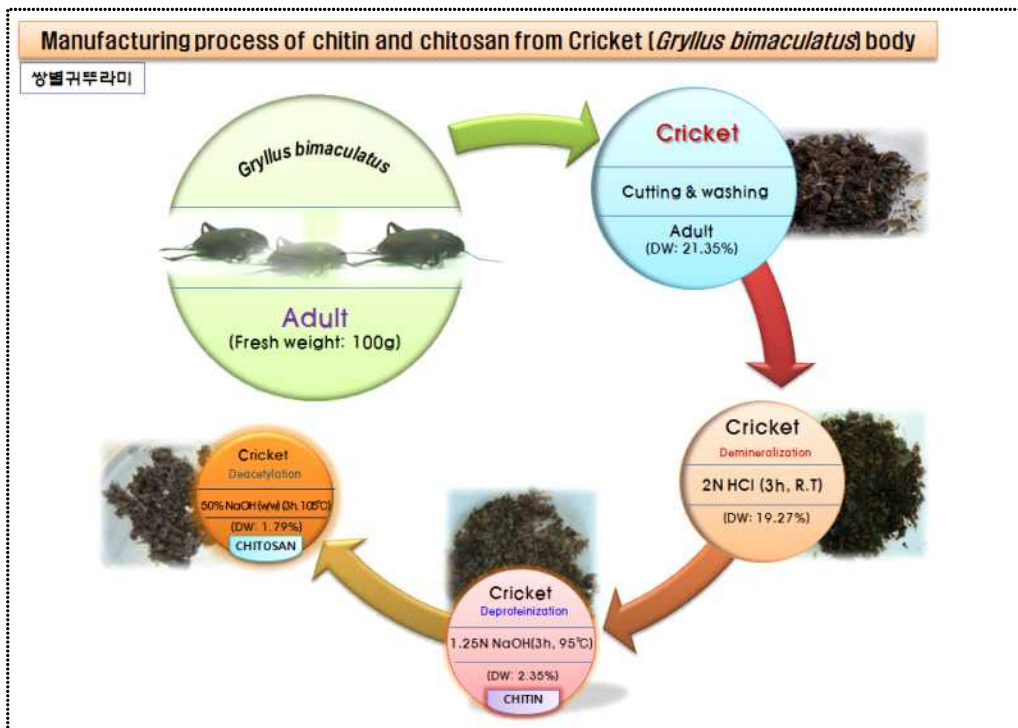 Manufacturing process of chitin and chitosan from Cricket (Gryllus bimaculatus) body
쌍별귀뚜라미
Gryllus bimaculatus
Adult
(Fresh weight: 100g)
Cricket
Cutting & washing
Adult
(DW: 21.35%)
Cricket
Demineralization
2N HCl (3h, R.T)
(DW: 19.27%)
Cricket
Deproteinization
1.25N NaOH(3h, 95℃)
(DW: 2.35%)
CHITIN
Cricket
Deacetylation
50% NaOH (w/w) (3h, 105℃)
(DW: 1.79%)
CHITOSAN